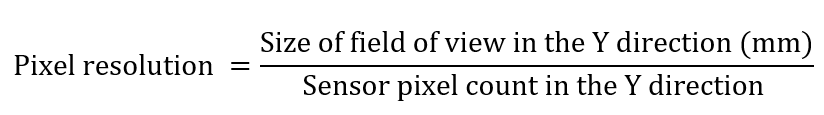 Pixel resolution = Size of field of view in the Y direction (mm)
Sensor pixel count in the Y direction